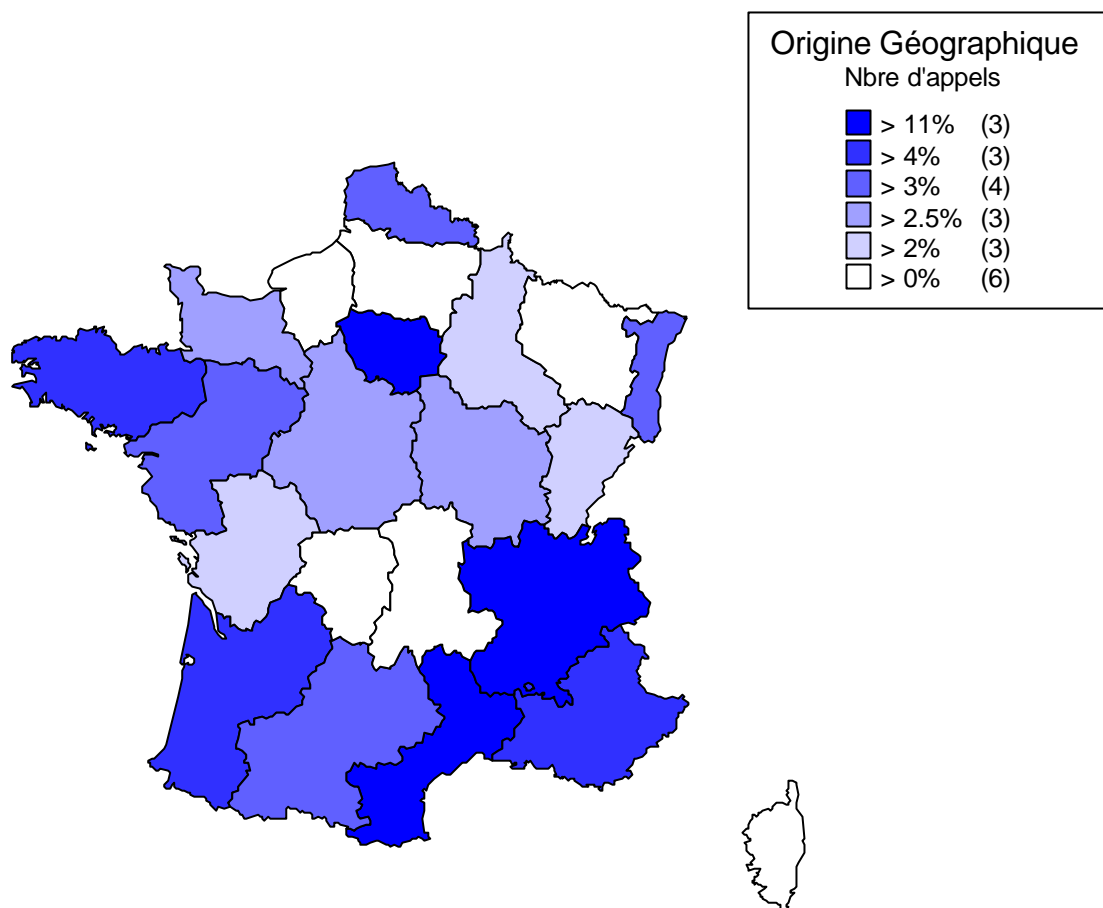 Origine Géographique
Nbre d'appels
> 11% (3)
> 4% (3)
> 3% (4)
> 2.5% (3)
> 2% (3)
> 0% (6)